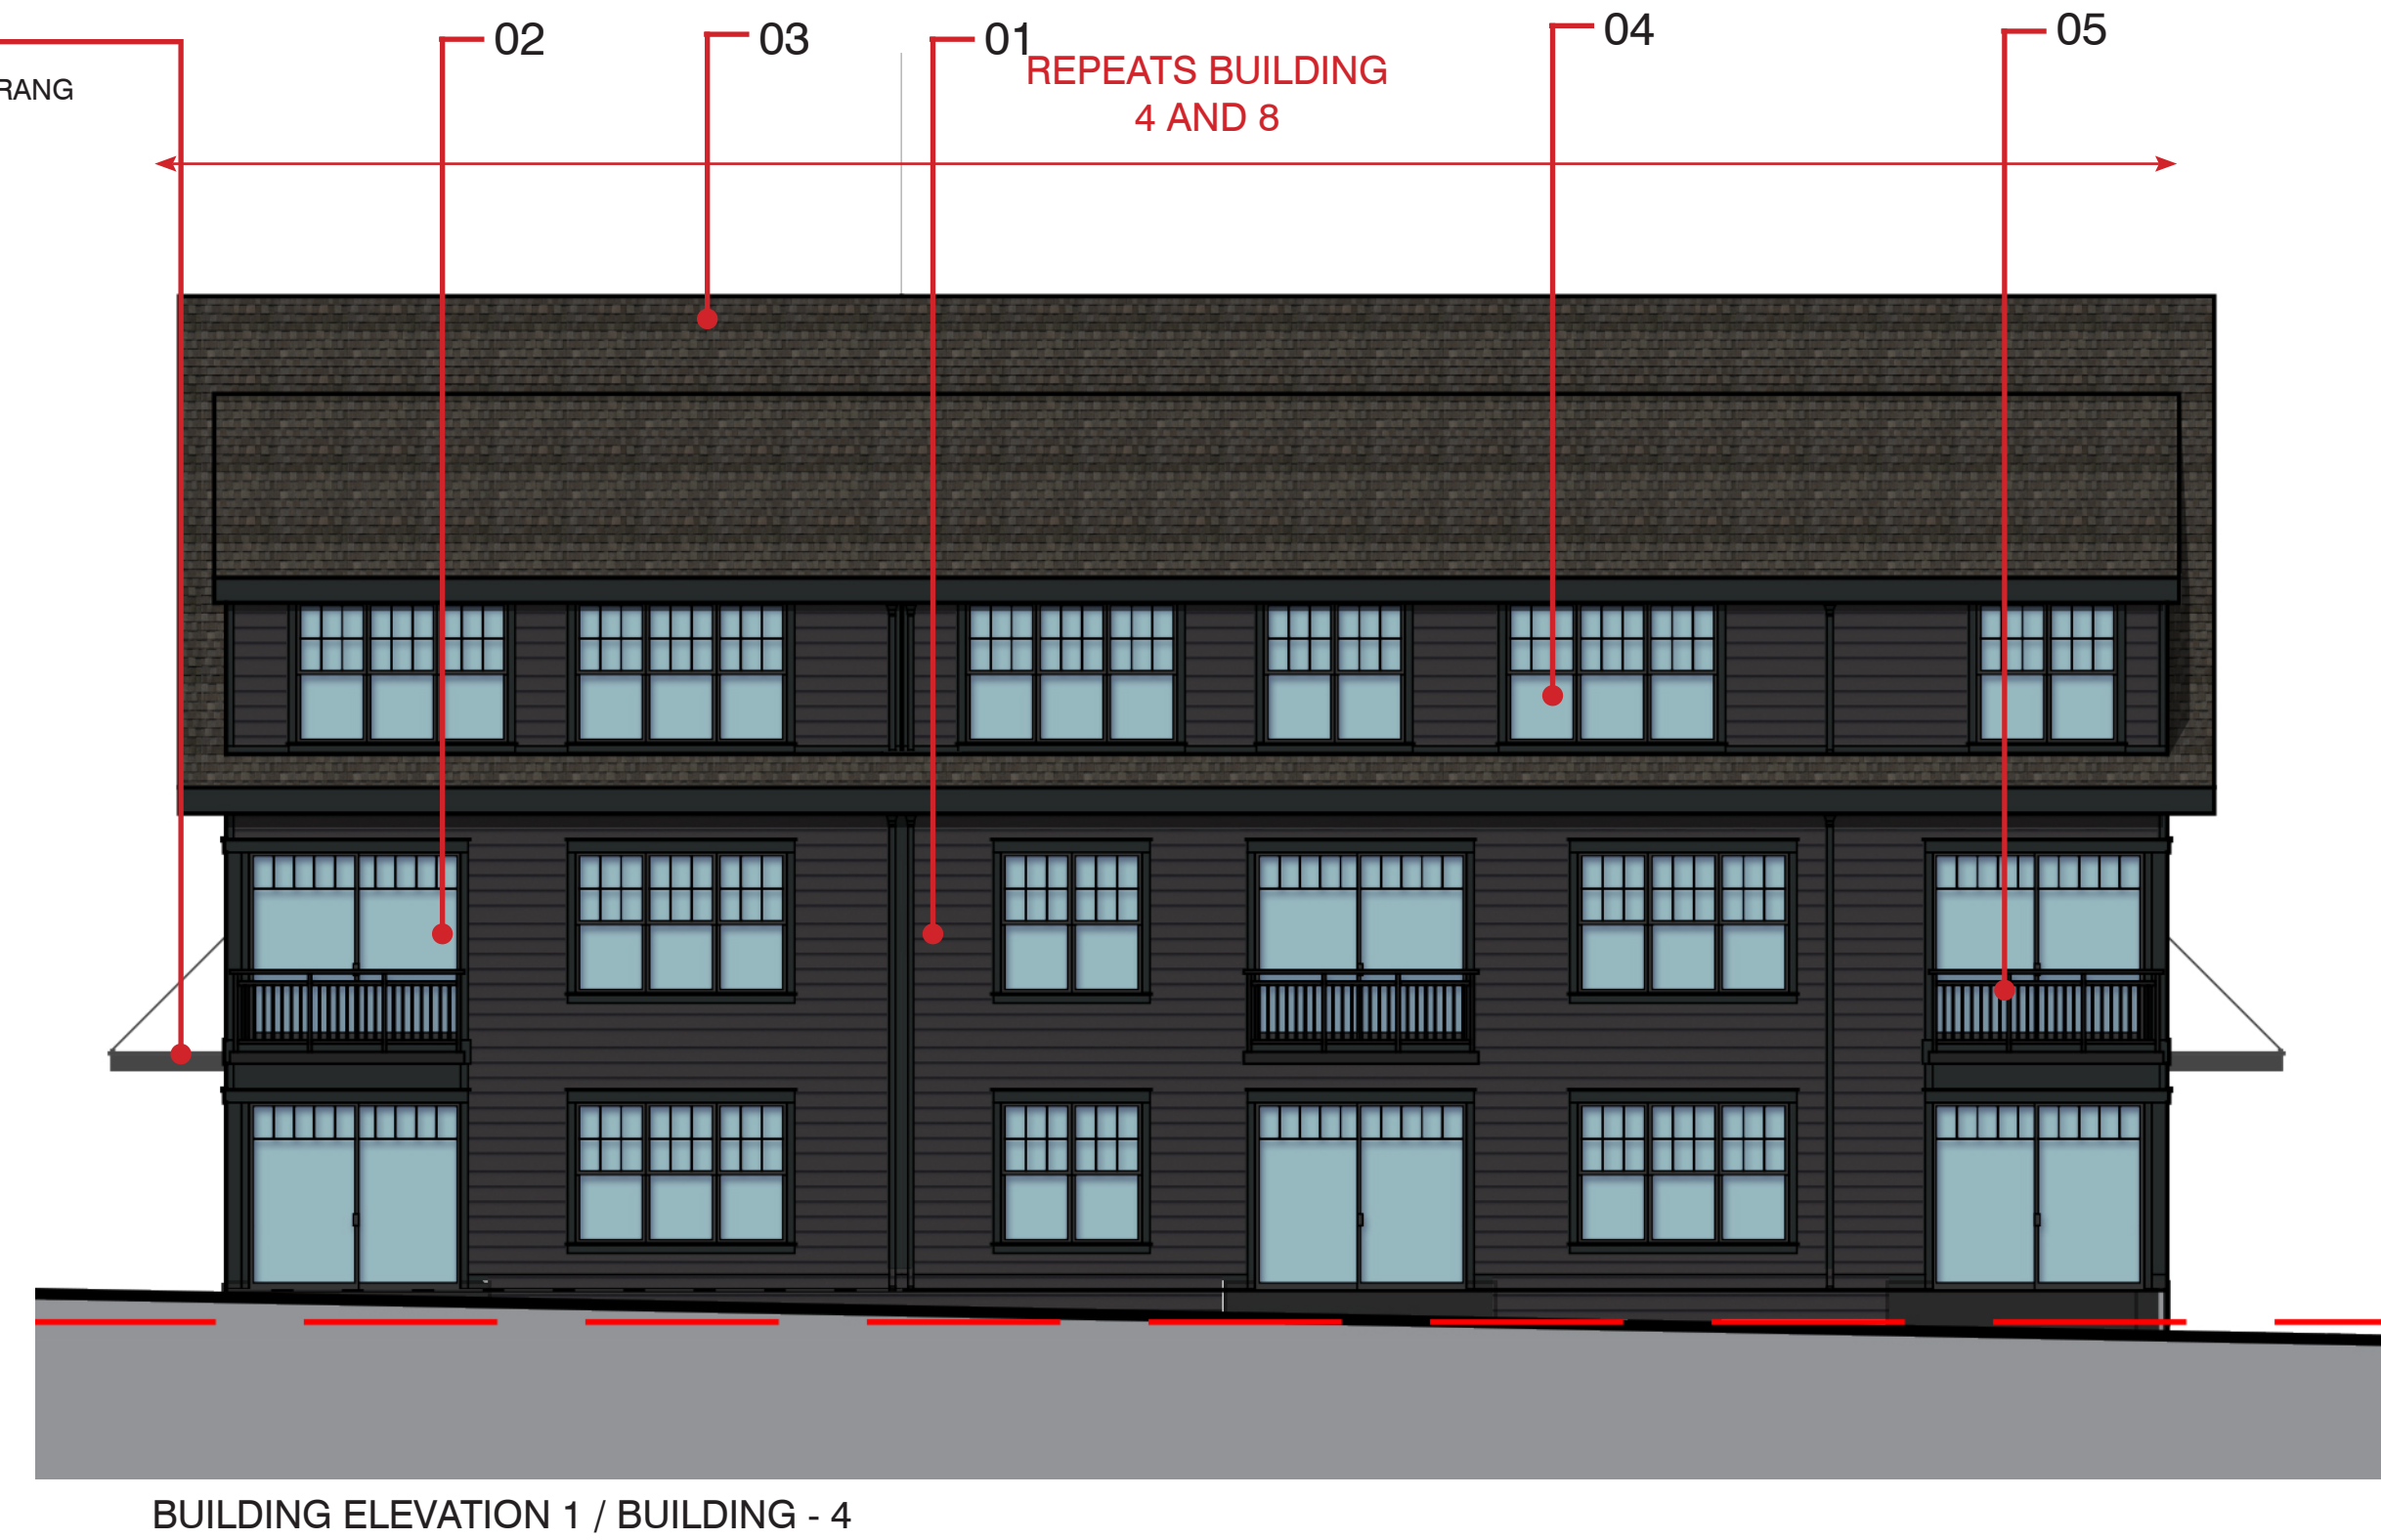 02
03
01
04
05
REPEATS BUILDING
4 AND 8
RANG
BUILDING ELEVATION 1 / BUILDING - 4